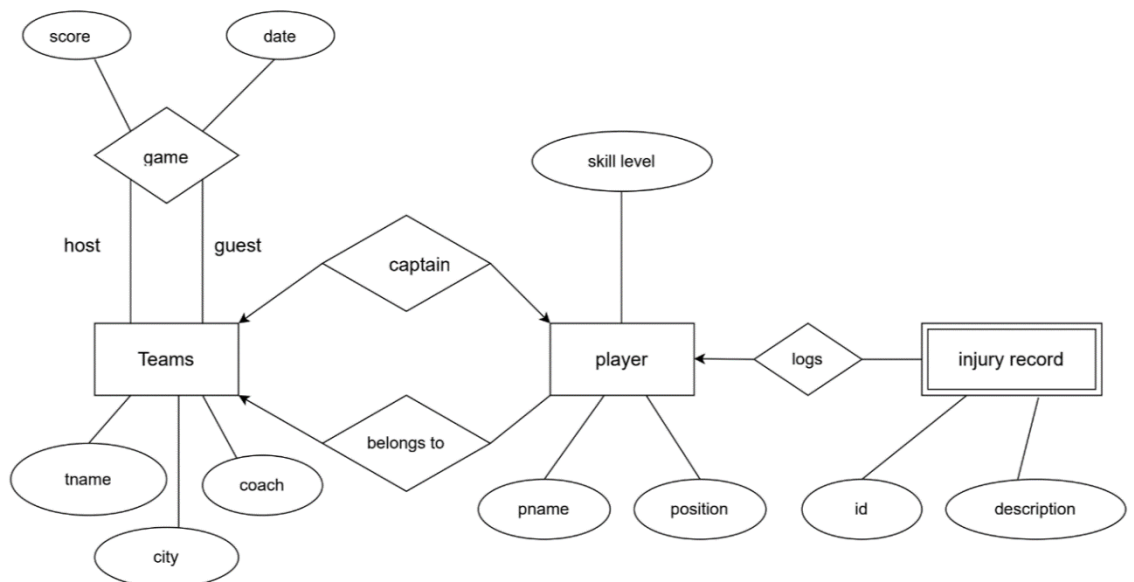 score
date
game
skill level
host
guest
captain
Teams
player
logs
injury record
belongs to
tname
coach
pname
position
id
description
city